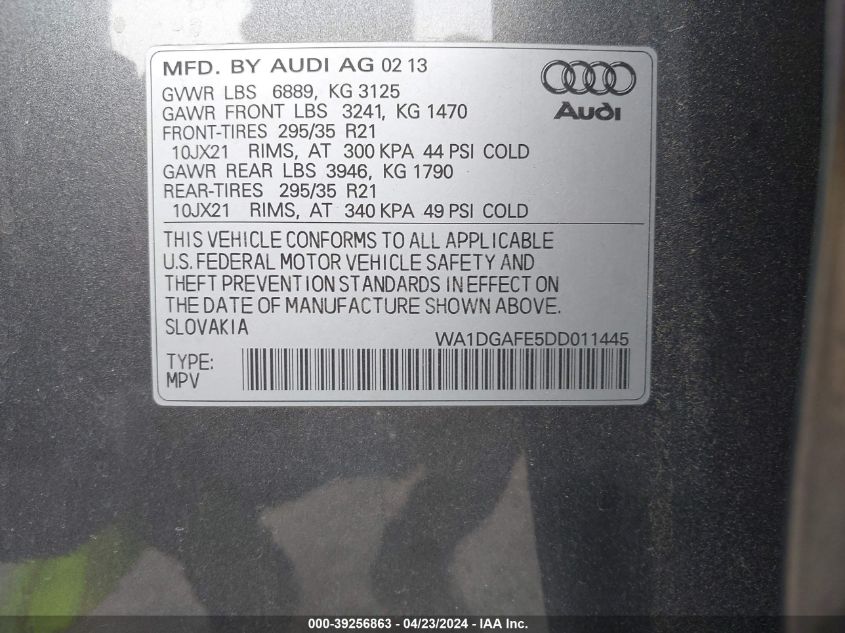 MFD. BY AUDI AG 02 13
GVWR LBS 6889, KG 3125
GAWR FRONT LBS 3241, KG 1470
FRONT-TIRES 295/35 R21
10JX21 RIMS, AT 300 KPA 44 PSI COLD
GAWR REAR LBS 3946, KG 1790
REAR-TIRES 295/35 R21
10JX21 RIMS, AT 340 KPA 49 PSI COLD
Audi
THIS VEHICLE CONFORMS TO ALL APPLICABLE
U.S. FEDERAL MOTOR VEHICLE SAFETY AND
THEFT PREVENTION STANDARDS IN EFFECT ON
THE DATE OF MANUFACTURE SHOWN ABOVE.
SLOVAKIA
WA1DGAFE5DD011445
TYPE:
MPV
000-39256863 - 04/23/2024 - IAA Inc.